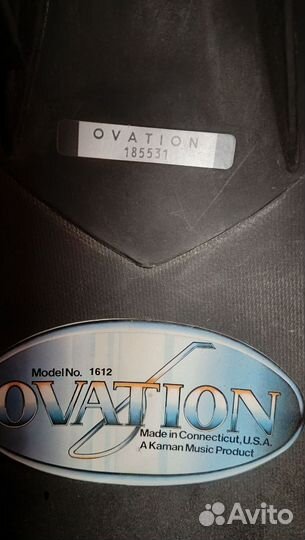 OVATION
185531
Model No. 1612
OVATION
Made in Connecticut, U.S.A.
A Kaman Music Product
Avito